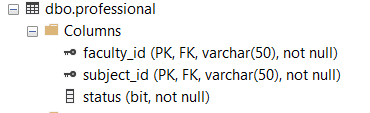 dbo.professional
Columns
faculty_id (PK, FK, varchar(50), not null)
subject_id (PK, FK, varchar(50), not null)
status (bit, not null)